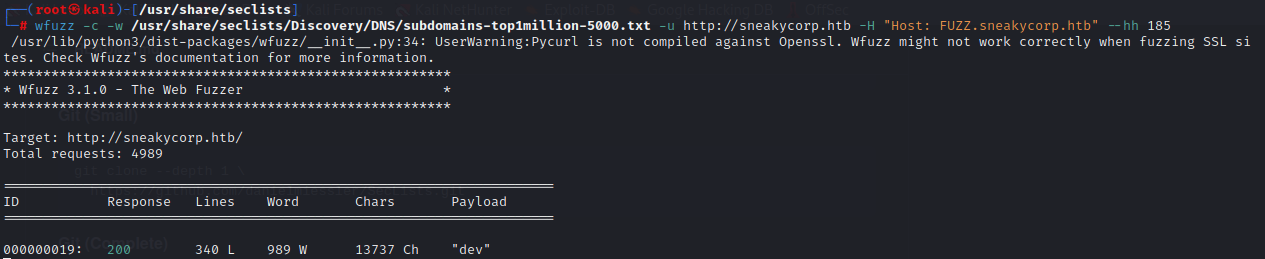 ┌──(root㉿kali)-[/usr/share/seclists]
└─# wfuzz -c -w /usr/share/seclists/Discovery/DNS/subdomains-top1million-5000.txt -u http://sneakycorp.htb -H "Host: FUZZ.sneakycorp.htb" --hh 185
/usr/lib/python3/dist-packages/wfuzz/__init__.py:34: UserWarning:Pycurl is not compiled against Openssl. Wfuzz might not work correctly when fuzzing SSL si
tes. Check Wfuzz's documentation for more information.
********************************************************
* Wfuzz 3.1.0 - The Web Fuzzer                         *
********************************************************
Target: http://sneakycorp.htb/
Total requests: 4989
=====================================================================
ID           Response   Lines    Word       Chars       Payload
=====================================================================
000000019:   200        340 L    989 W      13737 Ch    "dev"